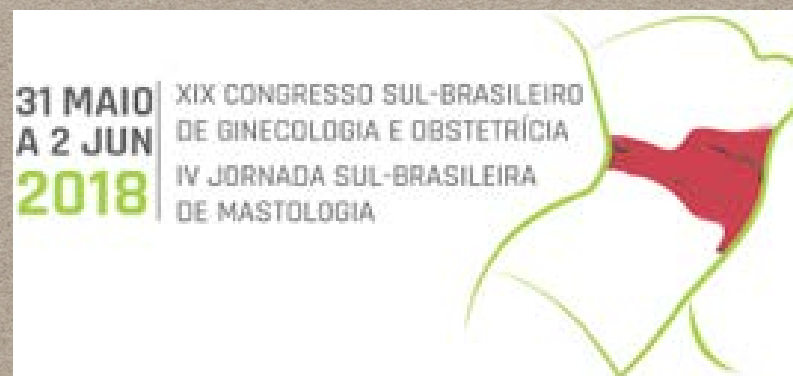 31 MAIO
A 2 JUN
2018
XIX CONGRESSO SUL-BRASILEIRO
DE GINECOLOGIA E OBSTETRÍCIA
IV JORNADA SUL-BRASILEIRA
DE MASTOLOGIA